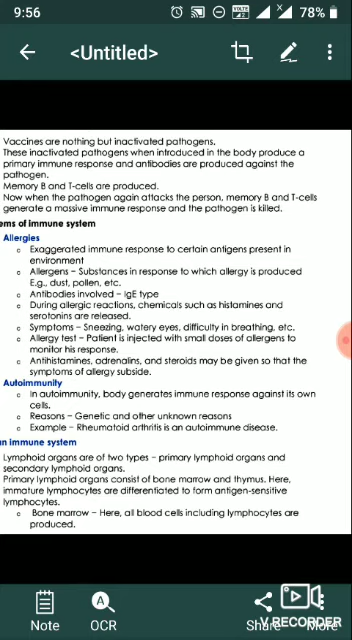 9:56
VOLTE
78%
<Untitled>
Vaccines are nothing but inactivated pathogens.
These inactivated pathogens when introduced in the body produce a
primary immune response and antibodies are produced against the
pathogen.
Memory B and T-cells are produced.
Now when the pathogen again attacks the person, memory B and T-cells
generate a massive immune response and the pathogen is killed.
ems of immune system
Allergies
Exaggerated immune response to certain antigens present in
environment
Allergens – Substances in response to which allergy is produced
E.g., dust, pollen, etc.
Antibodies involved – IgE type
During allergic reactions, chemicals such as histamines and
serotonins are released.
Symptoms – Sneezing, watery eyes, difficulty in breathing, etc.
Allergy test – Patient is injected with small doses of allergens to
monitor his response.
Antihistamines, adrenalins, and steroids may be given so that the
symptoms of allergy subside.
Autoimmunity
In autoimmunity, body generates immune response against its own
cells.
Reasons – Genetic and other unknown reasons
Example – Rheumatoid arthritis is an autoimmune disease.
n immune system
Lymphoid organs are of two types – primary lymphoid organs and
secondary lymphoid organs.
Primary lymphoid organs consist of bone marrow and thymus. Here,
immature lymphocytes are differentiated to form antigen-sensitive
lymphocytes.
Bone marrow – Here, all blood cells including lymphocytes are
produced.
A
Note
OCR
Share
More
V RECORDER